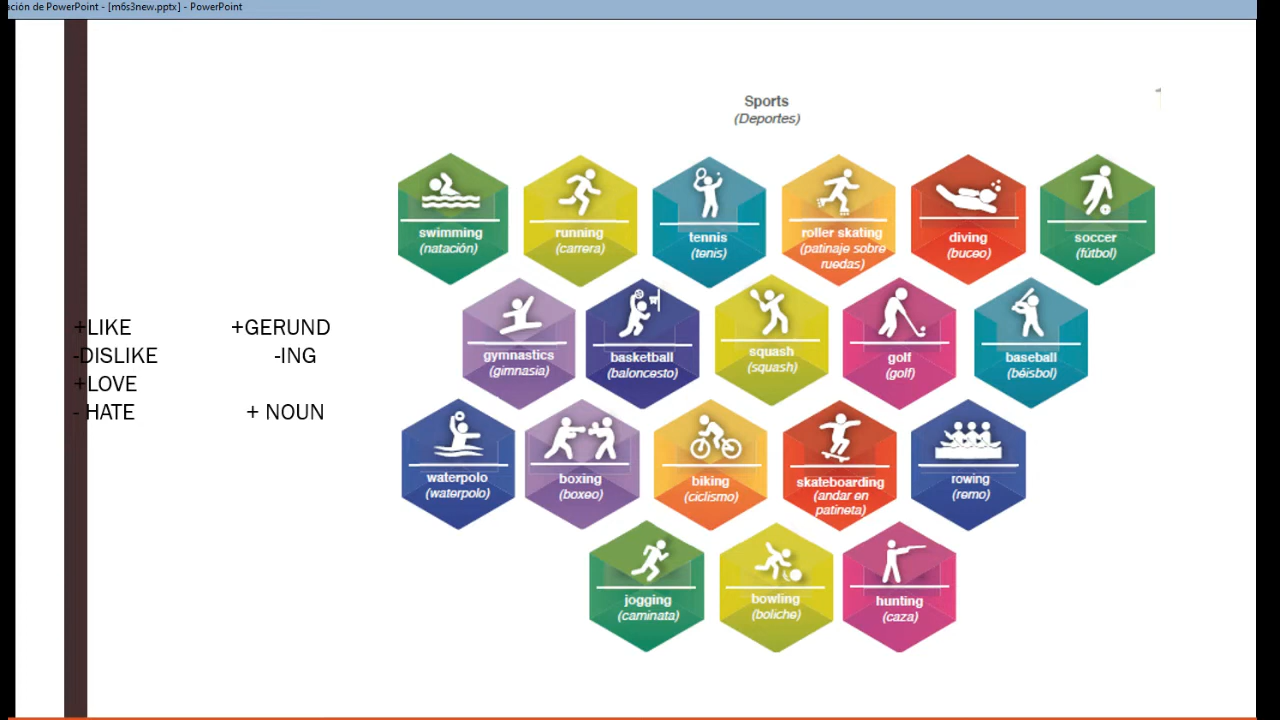 ación de PowerPoint - [m6s3new.pptx] - PowerPoint
Sports
(Deportes)
swimming
(natación)
running
(carrera)
tennis
(tenis)
roller skating
(patinaje sobre
ruedas)
diving
(buceo)
soccer
(fútbol)
gymnastics
(gimnasia)
basketball
(baloncesto)
squash
(squash)
golf
(golf)
baseball
(béisbol)
+LIKE +GERUND
-DISLIKE -ING
+LOVE
- HATE + NOUN
waterpolo
(waterpolo)
boxing
(boxeo)
biking
(ciclismo)
skateboarding
(andar en
patineta)
rowing
(remo)
jogging
(caminata)
bowling
(boliche)
hunting
(caza)